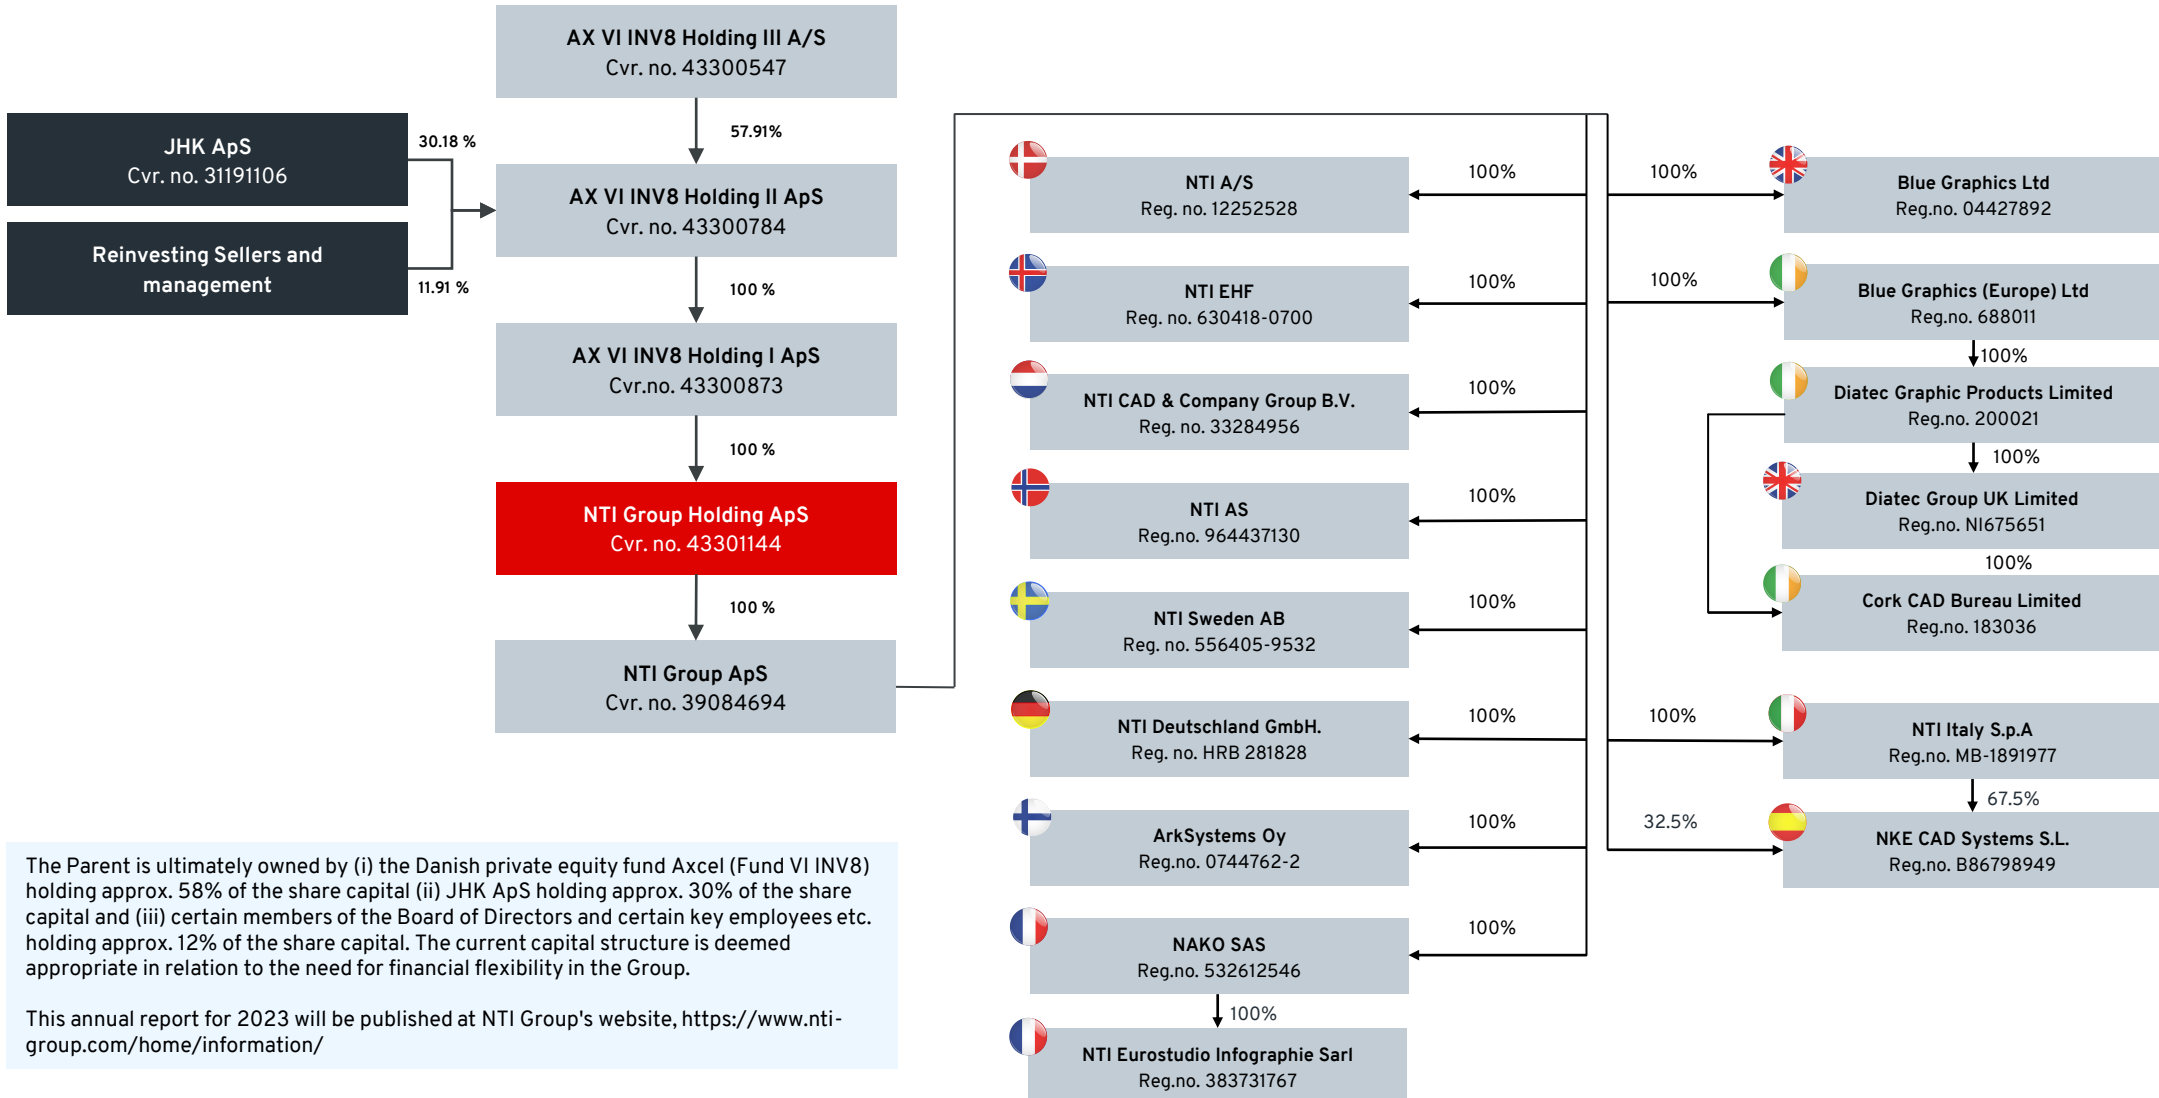 AX VI INV8 Holding III A/S
Cvr. no. 43300547
57.91%
JHK ApS
Cvr. no. 31191106
30.18 %
Reinvesting Sellers and
management
11.91 %
AX VI INV8 Holding II ApS
Cvr. no. 43300784
100 %
AX VI INV8 Holding I ApS
Cvr.no. 43300873
100 %
NTI Group Holding ApS
Cvr. no. 43301144
100 %
NTI Group ApS
Cvr. no. 39084694
The Parent is ultimately owned by (i) the Danish private equity fund Axcel (Fund VI INV8)
holding approx. 58% of the share capital (ii) JHK ApS holding approx. 30% of the share
capital and (iii) certain members of the Board of Directors and certain key employees etc.
holding approx. 12% of the share capital. The current capital structure is deemed
appropriate in relation to the need for financial flexibility in the Group.
This annual report for 2023 will be published at NTI Group's website, https://www.nti-
group.com/home/information/
NTI A/S
Reg. no. 12252528
100%
NTI EHF
Reg. no. 630418-0700
100%
NTI CAD & Company Group B.V.
Reg. no. 33284956
100%
NTI AS
Reg.no. 964437130
100%
NTI Sweden AB
Reg. no. 556405-9532
100%
NTI Deutschland GmbH.
Reg. no. HRB 281828
100%
ArkSystems Oy
Reg.no. 0744762-2
100%
NAKO SAS
Reg.no. 532612546
100%
100%
NTI Eurostudio Infographie Sarl
Reg.no. 383731767
100%
Blue Graphics Ltd
Reg.no. 04427892
100%
Blue Graphics (Europe) Ltd
Reg.no. 688011
100%
Diatec Graphic Products Limited
Reg.no. 200021
100%
Diatec Group UK Limited
Reg.no. NI675651
100%
Cork CAD Bureau Limited
Reg.no. 183036
100%
NTI Italy S.p.A
Reg.no. MB-1891977
67.5%
32.5%
NKE CAD Systems S.L.
Reg.no. B86798949